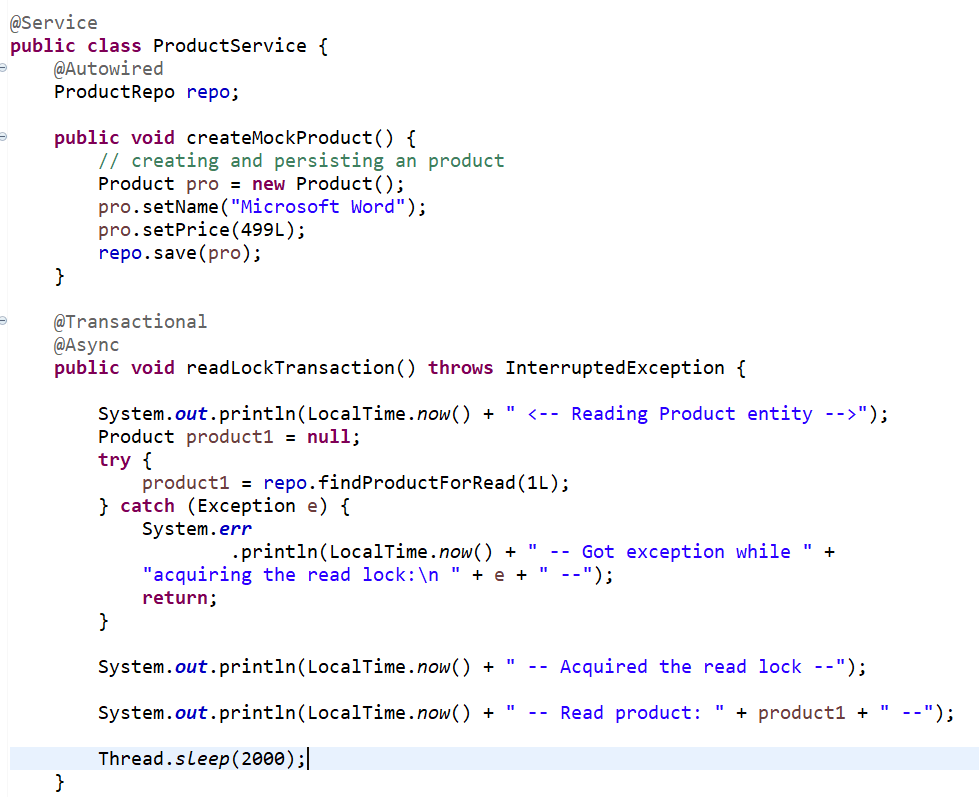 @Service
public class ProductService {
    @Autowired
    ProductRepo repo;

    public void createMockProduct() {
        // creating and persisting an product
        Product pro = new Product();
        pro.setName("Microsoft Word");
        pro.setPrice(499L);
        repo.save(pro);
    }

    @Transactional
    @Async
    public void readLockTransaction() throws InterruptedException {

        System.out.println(LocalTime.now() + " <-- Reading Product entity -->");
        Product product1 = null;
        try {
            product1 = repo.findProductForRead(1L);
        } catch (Exception e) {
            System.err
                    .println(LocalTime.now() + " -- Got exception while " +
            "acquiring the read lock:\n " + e + " --");
            return;
        }

        System.out.println(LocalTime.now() + " -- Acquired the read lock --");

        System.out.println(LocalTime.now() + " -- Read product: " + product1 + " --");

        Thread.sleep(2000);
    }